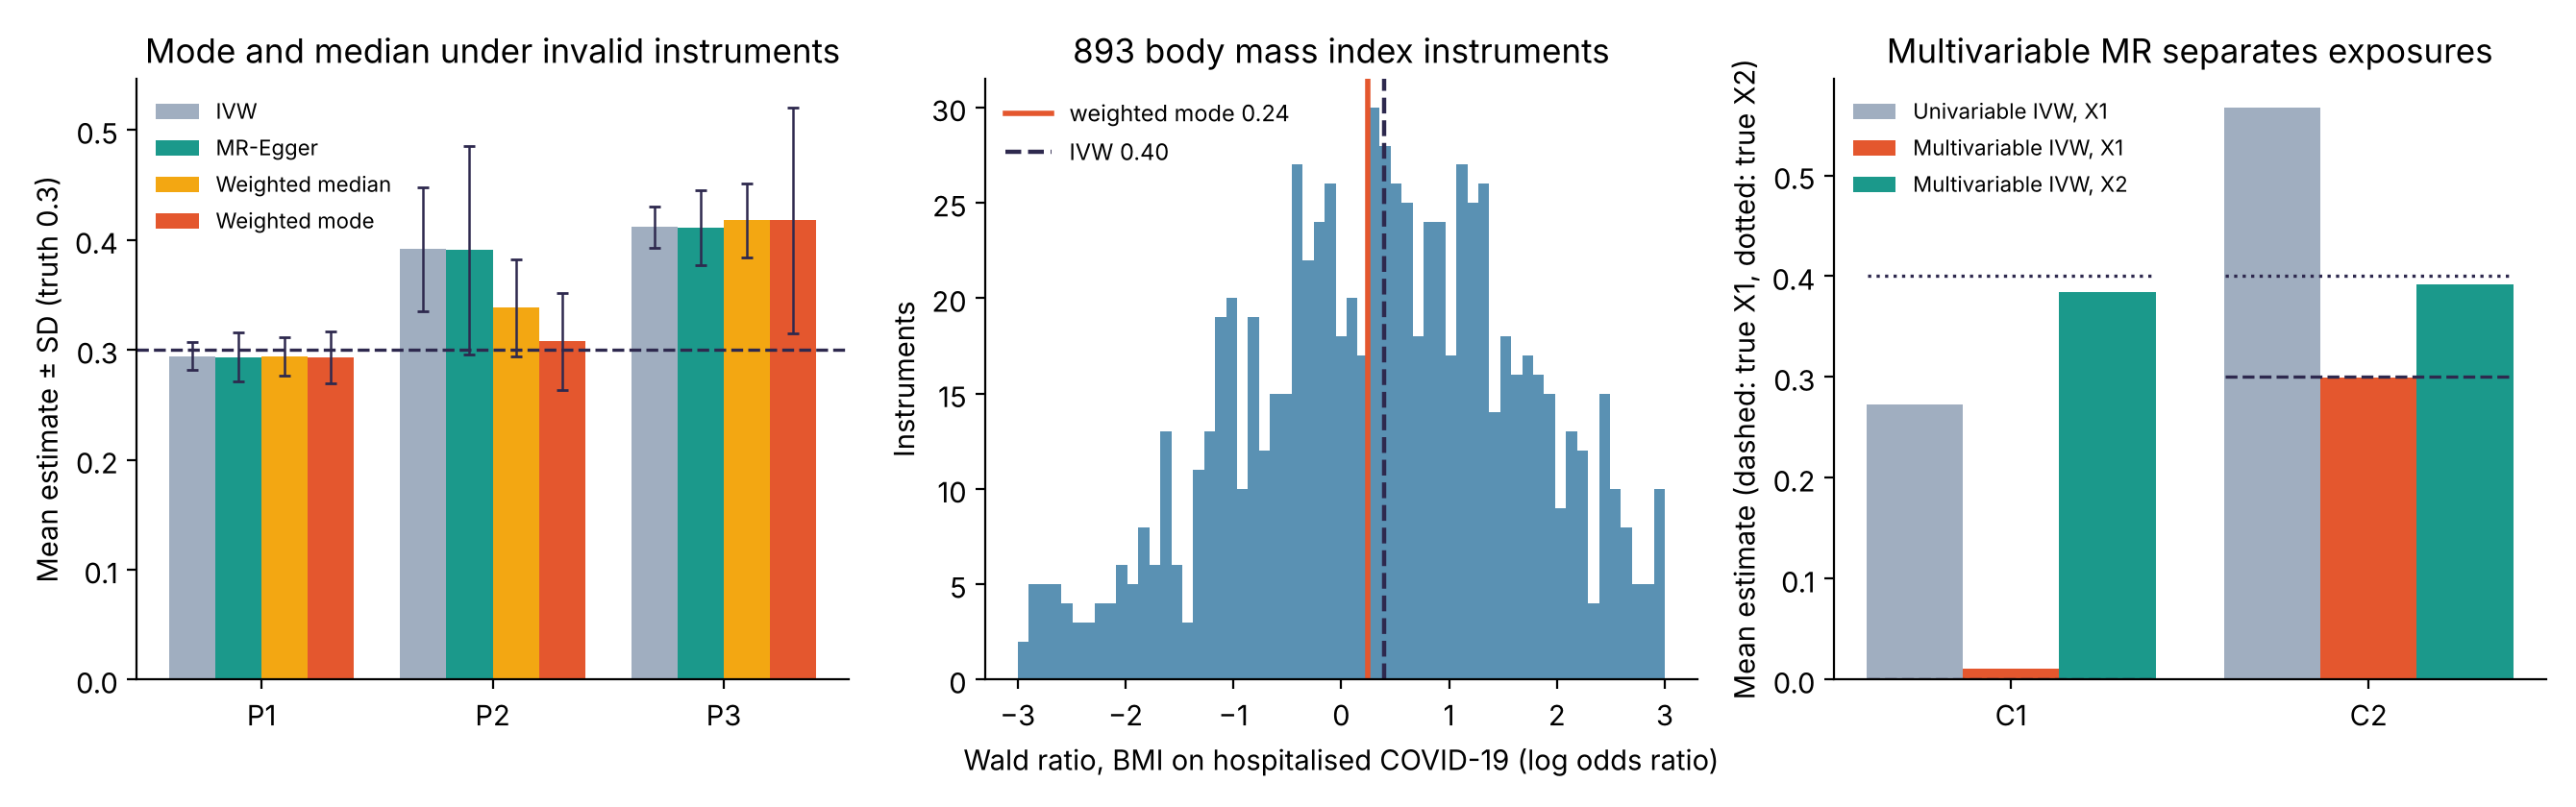 Mode and median under invalid instruments
Mean estimate ± SD (truth 0.3)
0.5
0.4
0.3
0.2
0.1
0.0
IVW
MR-Egger
Weighted median
Weighted mode
P1
P2
P3
893 body mass index instruments
Instruments
30
25
20
15
10
5
0
weighted mode 0.24
IVW 0.40
−3
−2
−1
0
1
2
3
Wald ratio, BMI on hospitalised COVID-19 (log odds ratio)
Multivariable MR separates exposures
Mean estimate (dashed: true X1, dotted: true X2)
0.5
0.4
0.3
0.2
0.1
0.0
Univariable IVW, X1
Multivariable IVW, X1
Multivariable IVW, X2
C1
C2